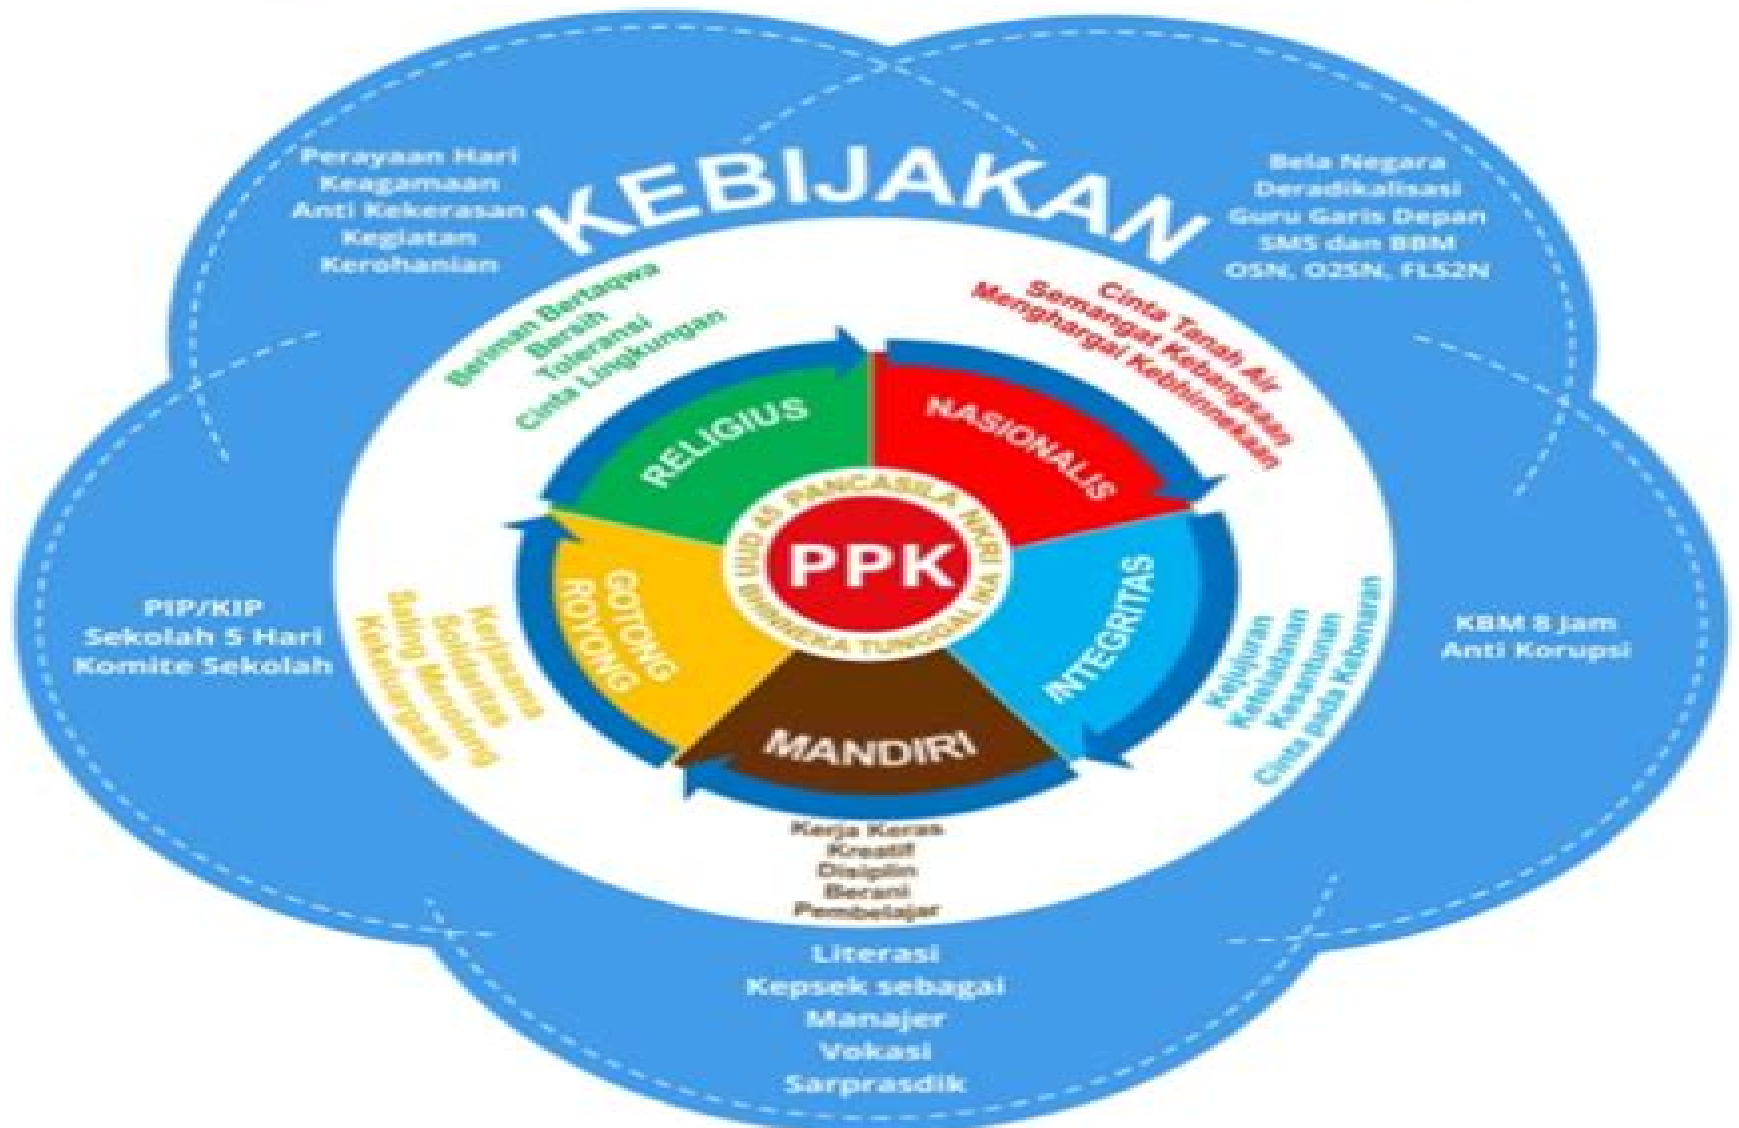 KEBIJAKAN
Perayaan Hari
Keagamaan
Anti Kekerasan
Kegiatan
Kerohanian
Bela Negara
Deradikalisasi
Guru Garis Depan
SMS dan BBM
OSN, O2SN, FLS2N
Beriman Bertaqwa
Bersih
Toleransi
Cinta Lingkungan
Cinta Tanah Air
Semangat Kebangsaan
Menghargai Kebhinnekaan
RELIGIUS
NASIONALIS
PANCASILA NKRI
BHINNEKA TUNGGAL IKA
UUD 45
PPK
GOTONG
ROYONG
INTEGRITAS
MANDIRI
PIP/KIP
Sekolah 5 Hari
Komite Sekolah
Kerjasama
Solidaritas
Saling Menolong
Kekeluargaan
Kejujuran
Keteladanan
Kesantunan
Cinta pada Kebenaran
KBM 8 Jam
Anti Korupsi
Kerja Keras
Kreatif
Disiplin
Berani
Pembelajar
Literasi
Kepsek sebagai
Manajer
Vokasi
Sarprasdik